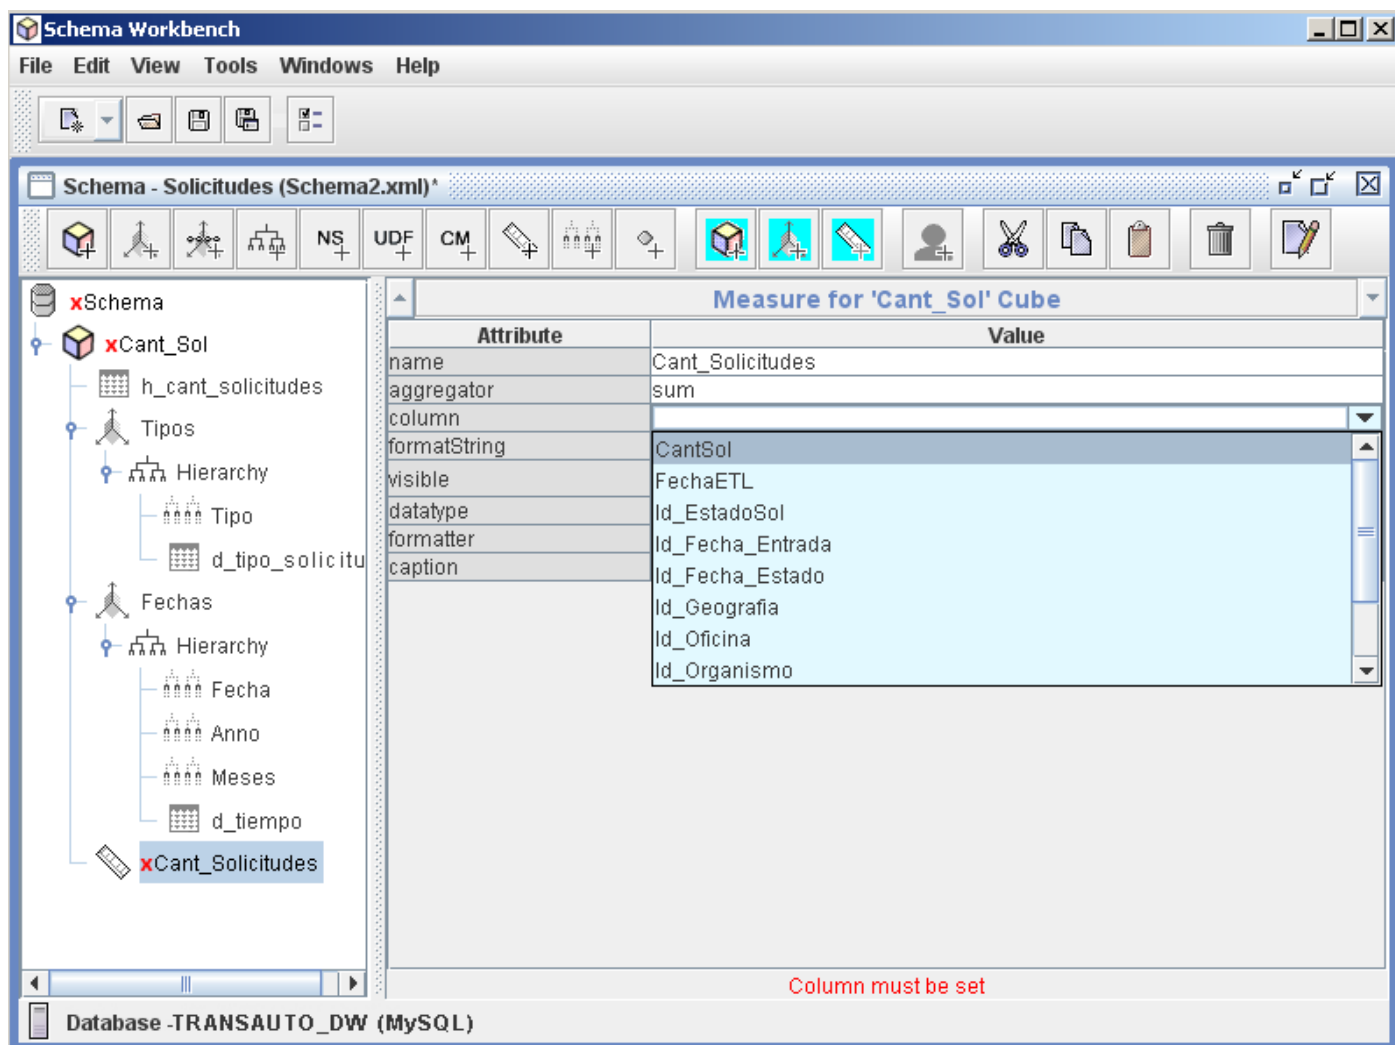 Schema Workbench
File Edit View Tools Windows Help
Schema - Solicitudes (Schema2.xml)*
NS UDF CM
xSchema
xCant_Sol
h_cant_solicitudes
Tipos
Hierarchy
Tipo
d_tipo_solicitu
Fechas
Hierarchy
Fecha
Anno
Meses
d_tiempo
xCant_Solicitudes
Measure for 'Cant_Sol' Cube
Attribute Value
name Cant_Solicitudes
aggregator sum
column
formatString
visible
datatype
formatter
caption
CantSol
FechaETL
Id_EstadoSol
Id_Fecha_Entrada
Id_Fecha_Estado
Id_Geografia
Id_Oficina
Id_Organismo
Column must be set
Database -TRANSAUTO_DW (MySQL)